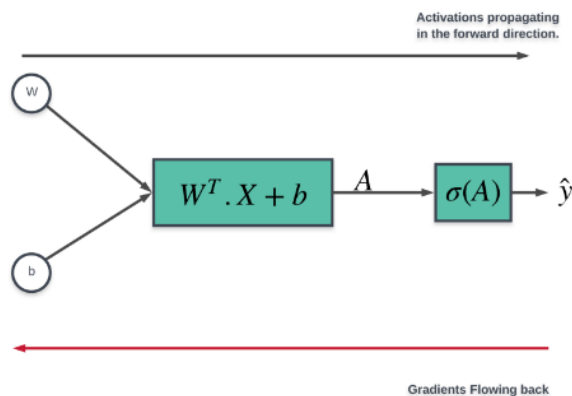 Activations propagating
in the forward direction.
W
W^T . X + b
A
σ(A)
ŷ
b
Gradients Flowing back